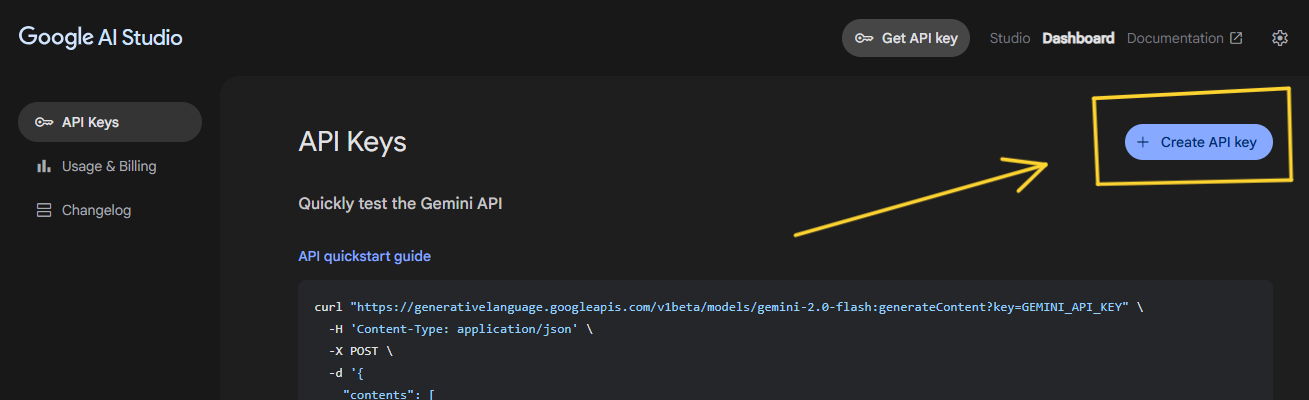 Google AI Studio
Get API key
Studio
Dashboard
Documentation
API Keys
Usage & Billing
Changelog
API Keys
+ Create API key
Quickly test the Gemini API
API quickstart guide
curl "https://generativelanguage.googleapis.com/v1beta/models/gemini-2.0-flash:generateContent?key=GEMINI_API_KEY" \
-H 'Content-Type: application/json' \
-X POST \
-d '{
"contents": [